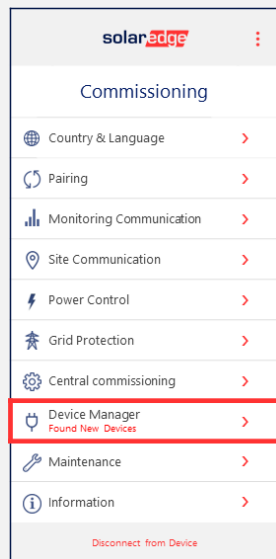 solaredge
Commissioning
Country & Language
Pairing
Monitoring Communication
Site Communication
Power Control
Grid Protection
Central commissioning
Device Manager
Found New Devices
Maintenance
Information
Disconnect from Device